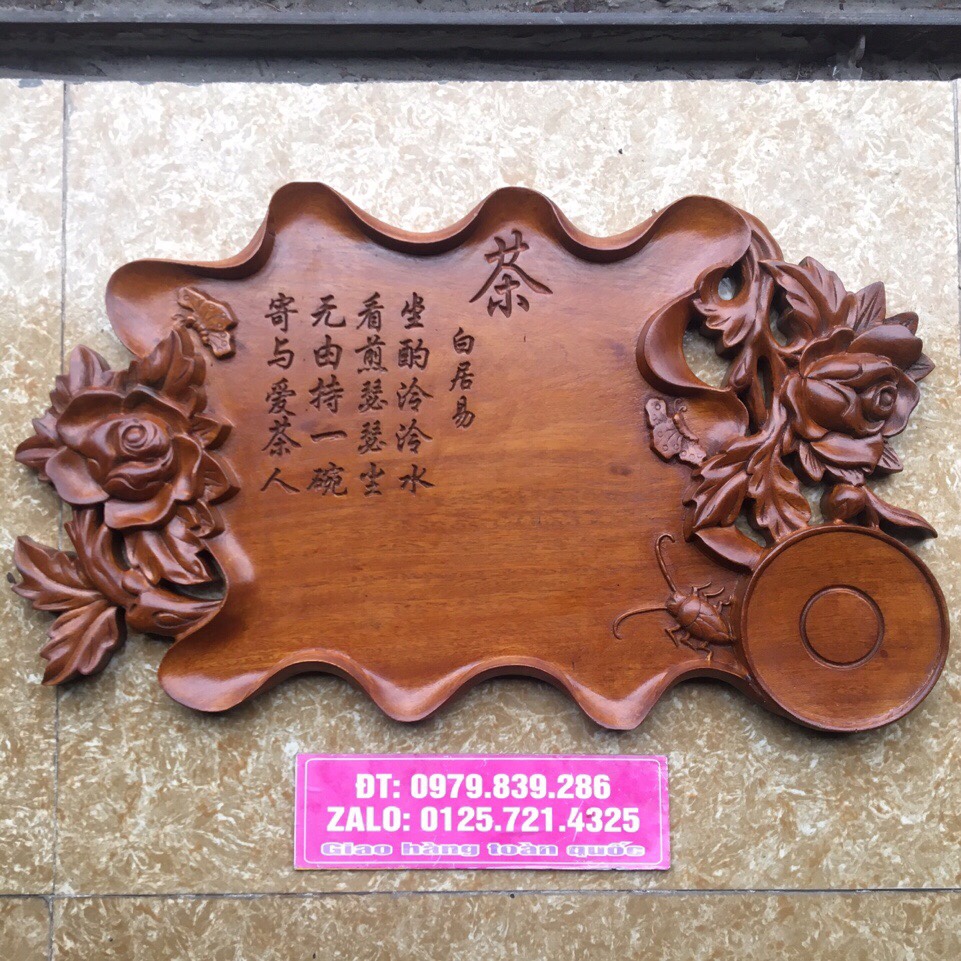 茶
白居易
坐酌泠泠水
看煎瑟瑟尘
无由持一碗
寄与爱茶人
ĐT: 0979.839.286
ZALO: 0125.721.4325
Giao hàng toàn quốc